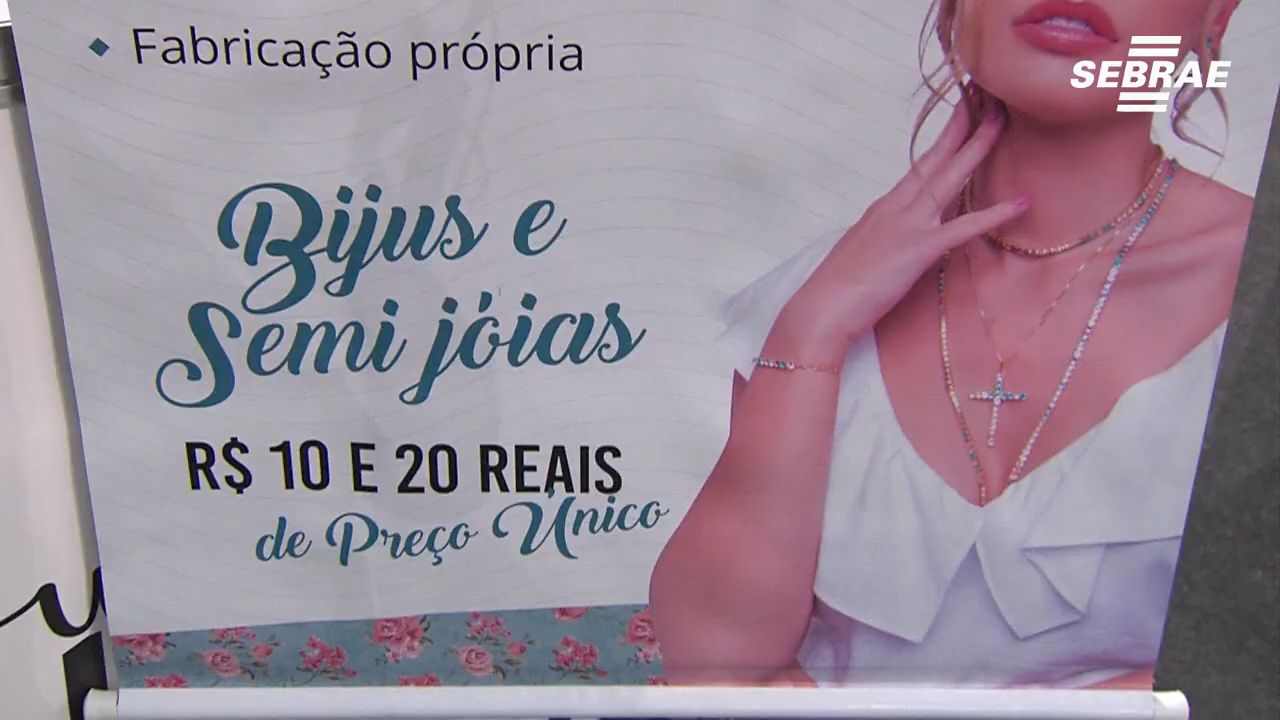 Fabricação própria
SEBRAE
Bijus e
Semi jóias
R$ 10 E 20 REAIS
de Preço Único